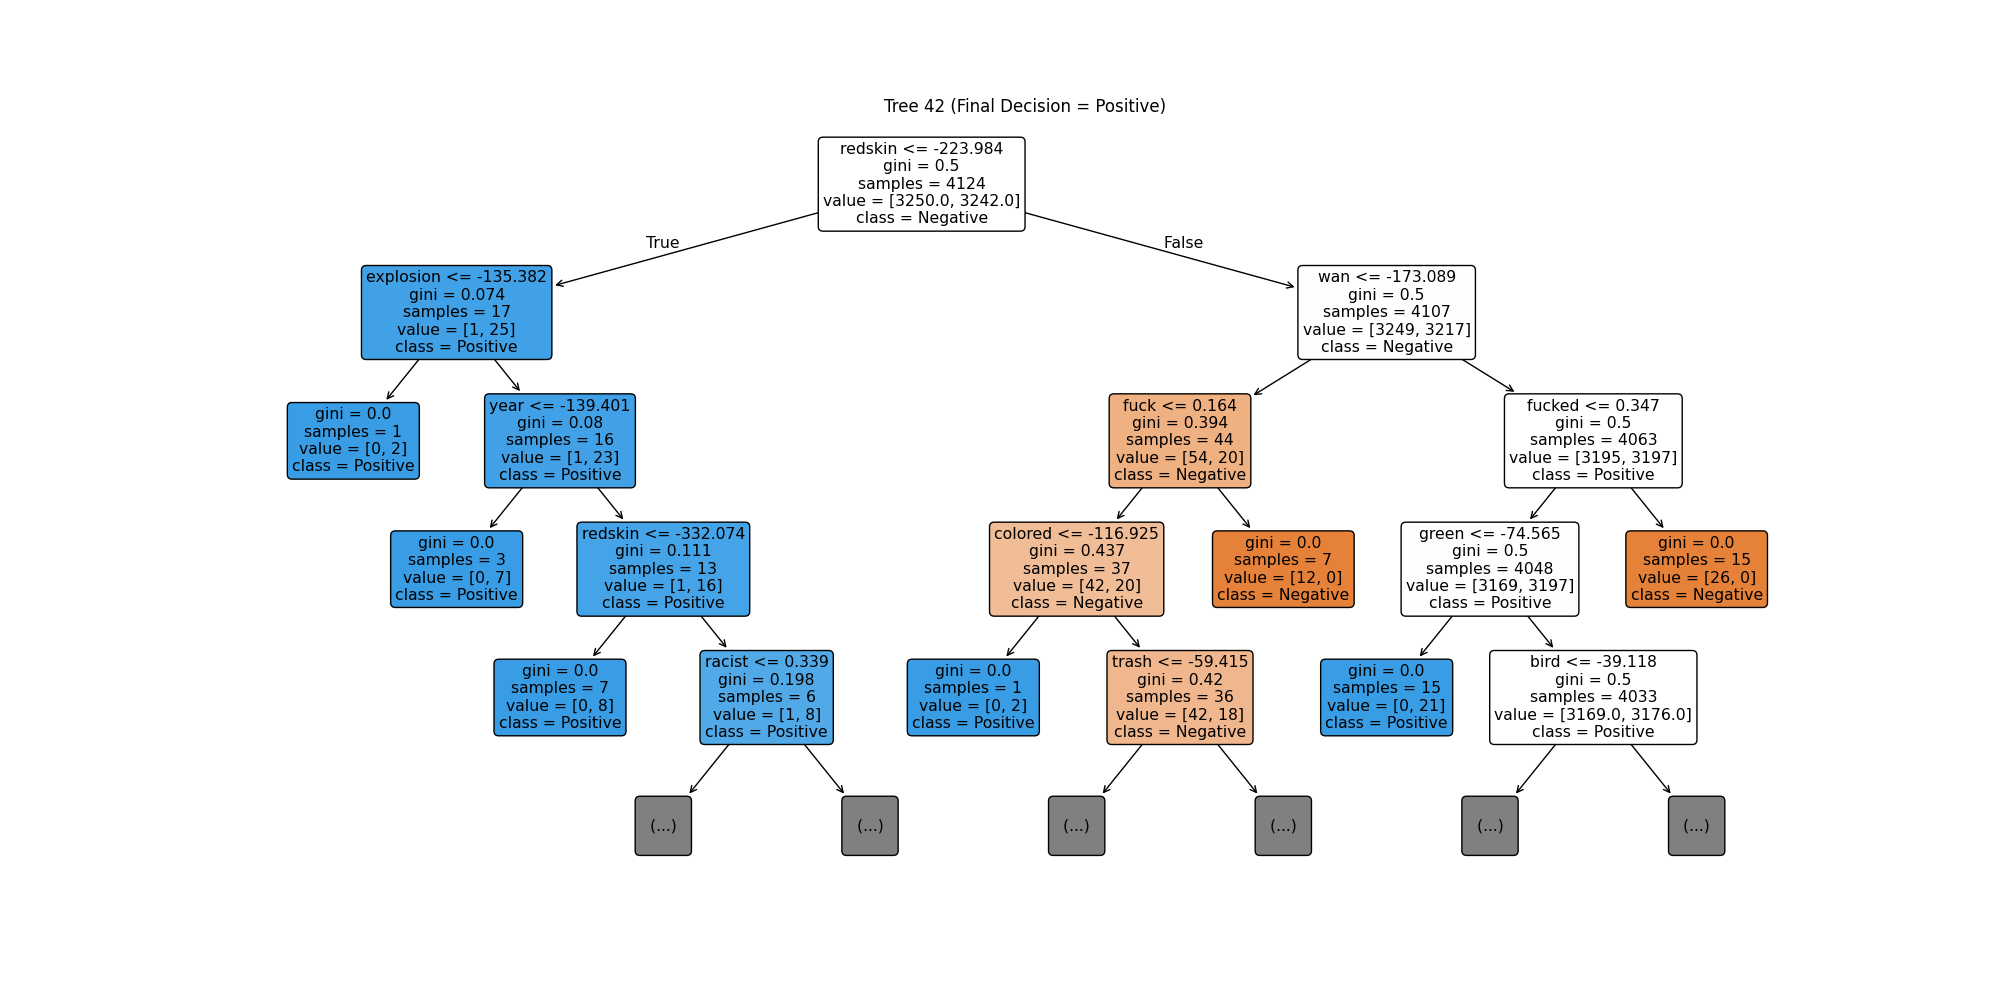 Tree 42 (Final Decision = Positive)
redskin <= -223.984
gini = 0.5
samples = 4124
value = [3250.0, 3242.0]
class = Negative
True
False
explosion <= -135.382
gini = 0.074
samples = 17
value = [1, 25]
class = Positive
wan <= -173.089
gini = 0.5
samples = 4107
value = [3249, 3217]
class = Negative
gini = 0.0
samples = 1
value = [0, 2]
class = Positive
year <= -139.401
gini = 0.08
samples = 16
value = [1, 23]
class = Positive
fuck <= 0.164
gini = 0.394
samples = 44
value = [54, 20]
class = Negative
fucked <= 0.347
gini = 0.5
samples = 4063
value = [3195, 3197]
class = Positive
gini = 0.0
samples = 3
value = [0, 7]
class = Positive
redskin <= -332.074
gini = 0.111
samples = 13
value = [1, 16]
class = Positive
colored <= -116.925
gini = 0.437
samples = 37
value = [42, 20]
class = Negative
gini = 0.0
samples = 7
value = [12, 0]
class = Negative
green <= -74.565
gini = 0.5
samples = 4048
value = [3169, 3197]
class = Positive
gini = 0.0
samples = 15
value = [26, 0]
class = Negative
gini = 0.0
samples = 7
value = [0, 8]
class = Positive
racist <= 0.339
gini = 0.198
samples = 6
value = [1, 8]
class = Positive
gini = 0.0
samples = 1
value = [0, 2]
class = Positive
trash <= -59.415
gini = 0.42
samples = 36
value = [42, 18]
class = Negative
gini = 0.0
samples = 15
value = [0, 21]
class = Positive
bird <= -39.118
gini = 0.5
samples = 4033
value = [3169.0, 3176.0]
class = Positive
(...)
(...)
(...)
(...)
(...)
(...)